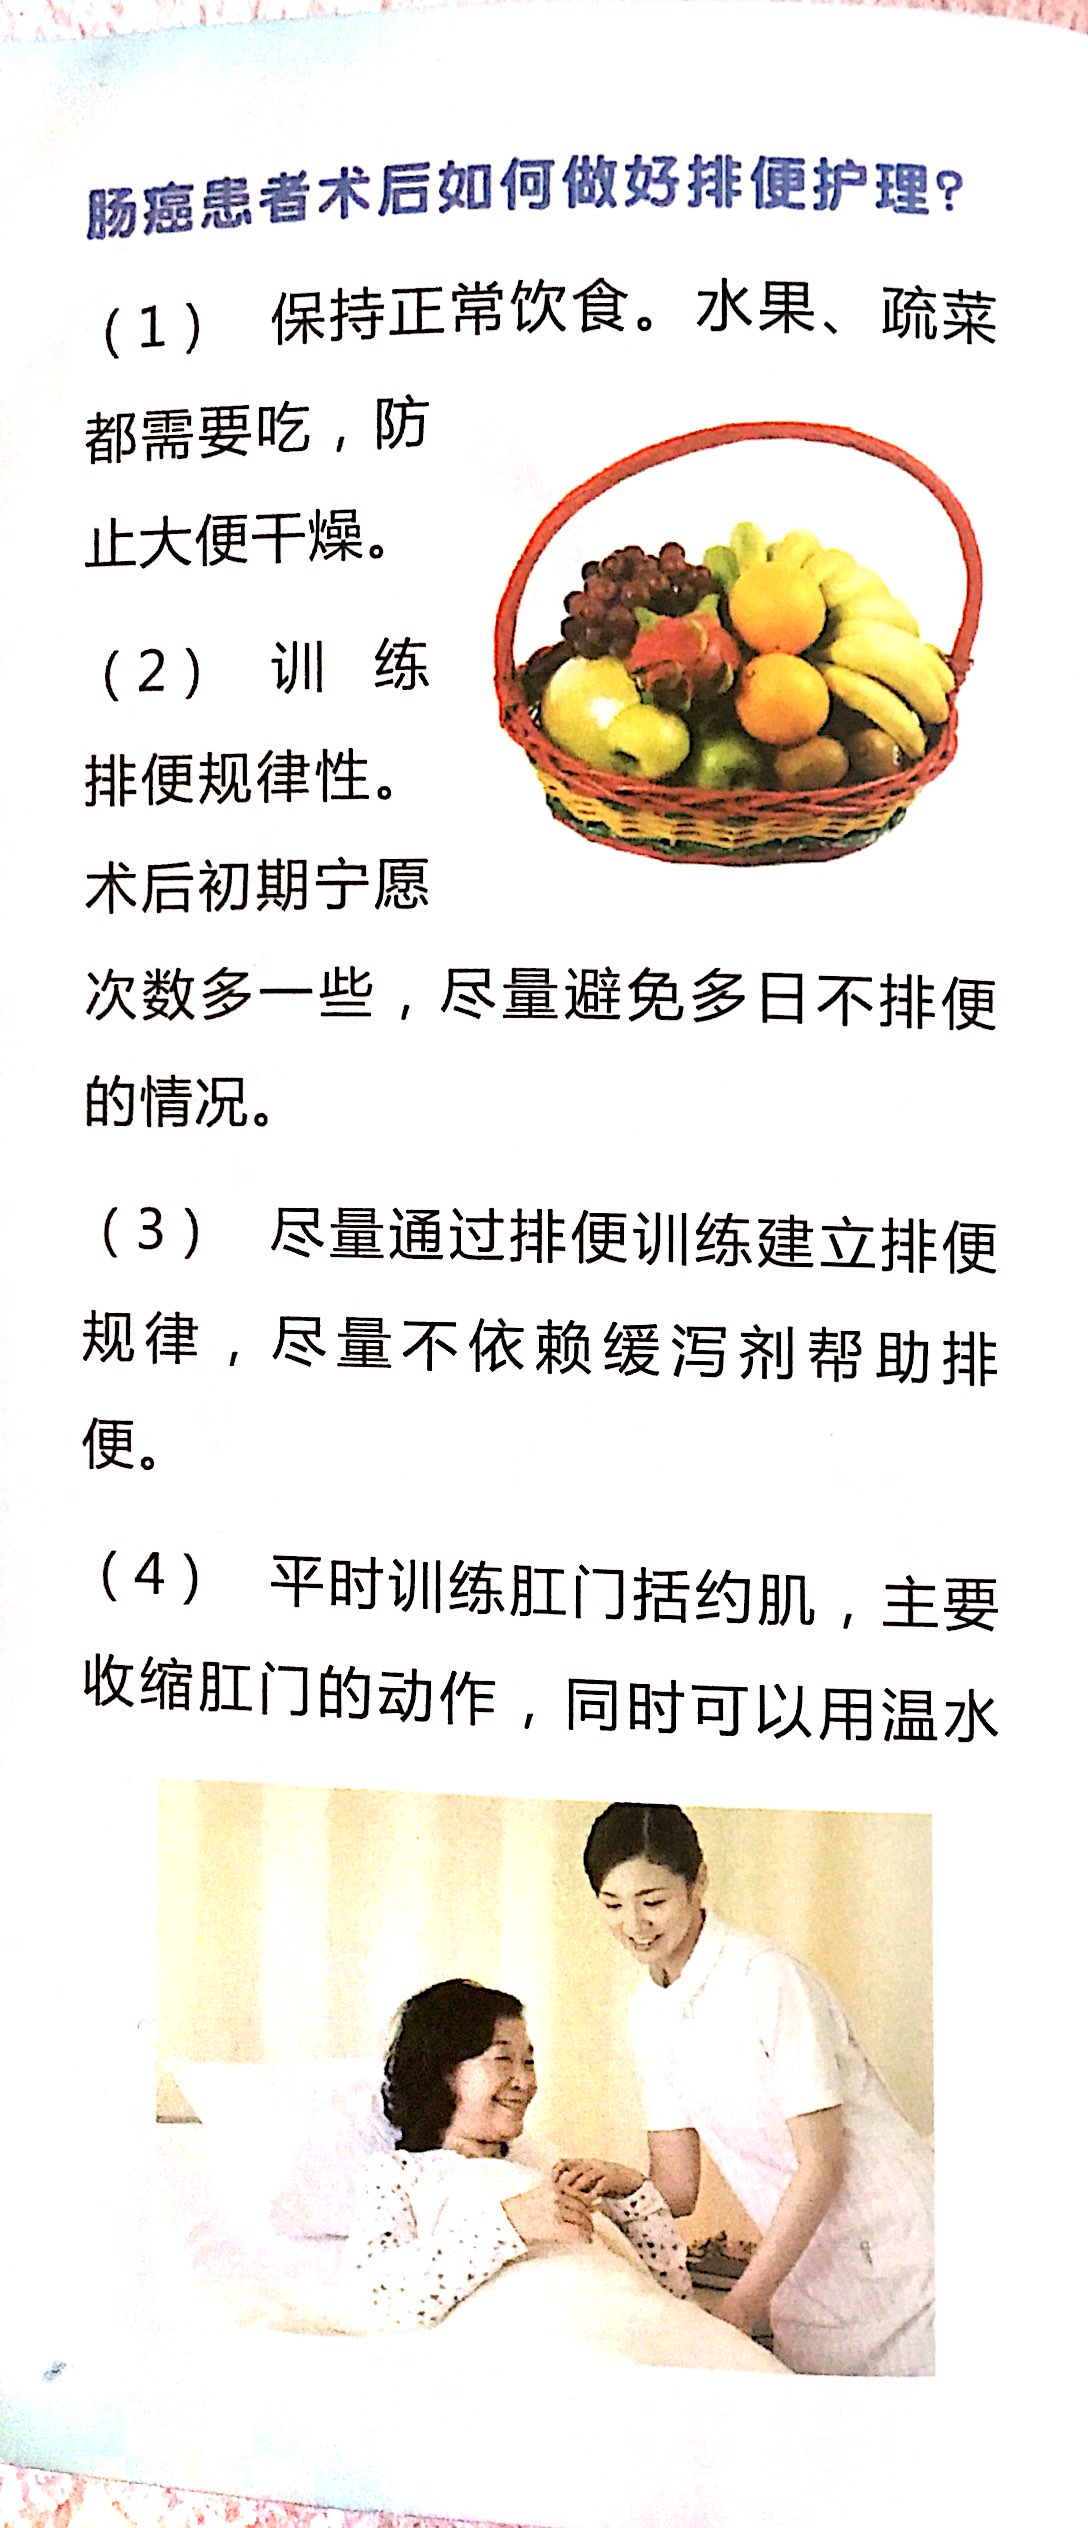 肠癌患者术后如何做好排便护理?
（1） 保持正常饮食。水果、疏菜
都需要吃，防
止大便干燥。
（2） 训 练
排便规律性。
术后初期宁愿
次数多一些，尽量避免多日不排便
的情况。
（3） 尽量通过排便训练建立排便
规律，尽量不依赖缓泻剂帮助排
便。
（4） 平时训练肛门括约肌，主要
收缩肛门的动作，同时可以用温水